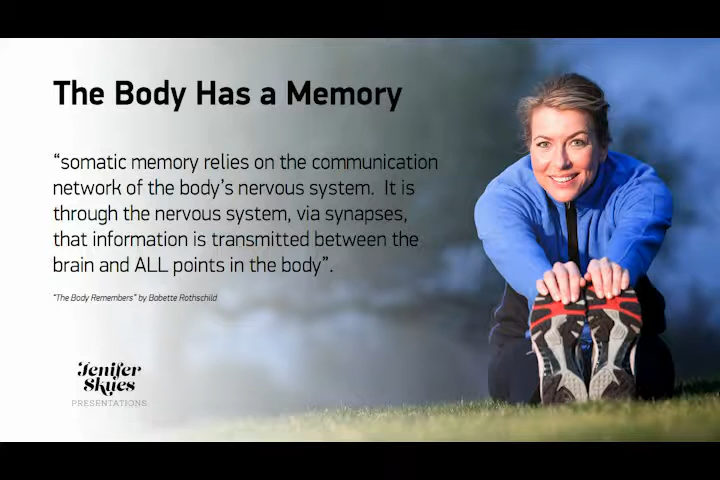 The Body Has a Memory
“somatic memory relies on the communication
network of the body’s nervous system.  It is
through the nervous system, via synapses,
that information is transmitted between the
brain and ALL points in the body”.
“The Body Remembers” by Babette Rothschild
Jenifer
Skyles
PRESENTATIONS